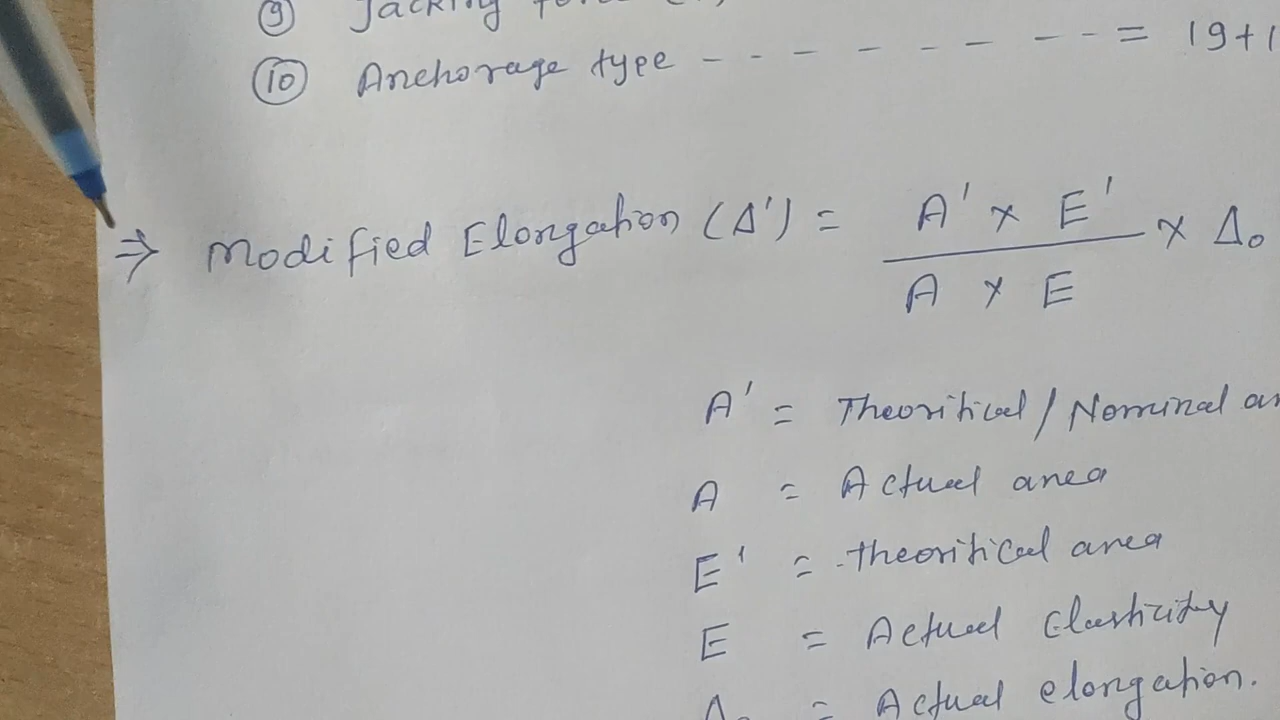 ⑨ Jacking
⑩ Anchorage type - - - - - - - - = 19+1
⇒ Modified Elongation (Δ') = A' × E' / A × E × Δ₀
A' = Theoritical / Nominal
A = Actual area
E' = theoritical area
E = Actual Elasticity
= Actual elongation.